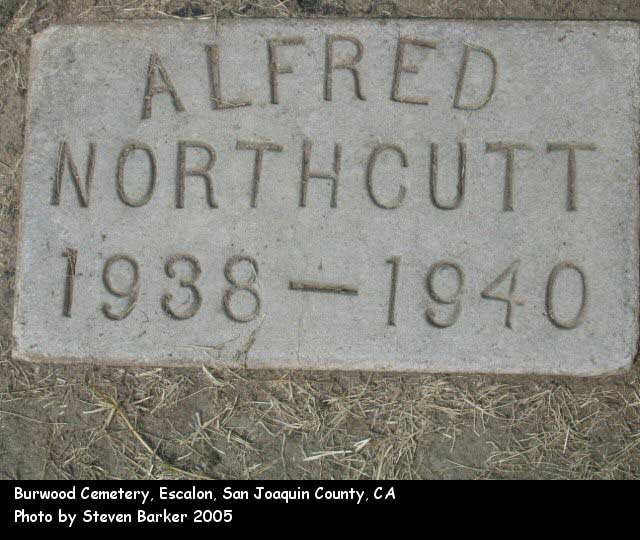 ALFRED
NORTHCUTT
1938 — 1940
Burwood Cemetery, Escalon, San Joaquin County, CA
Photo by Steven Barker 2005